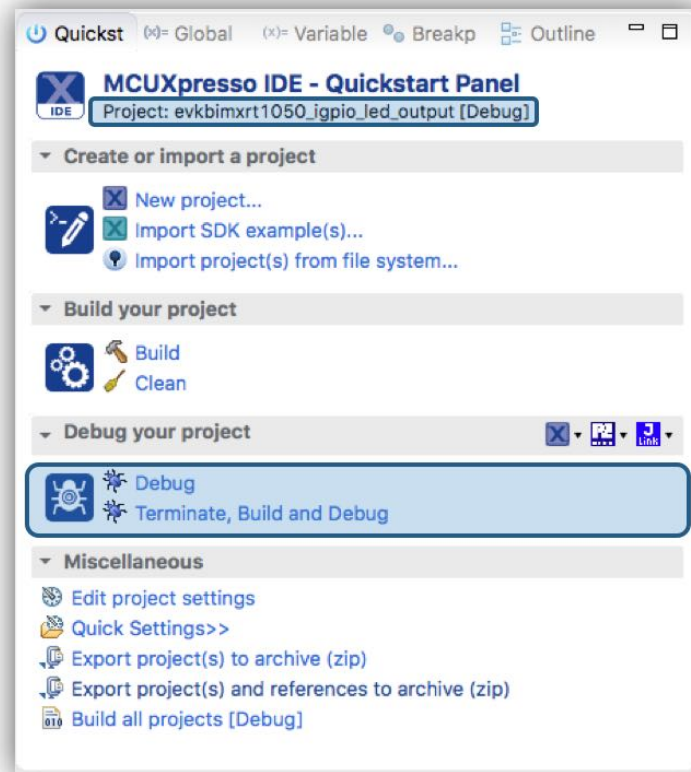 Quickst (x)= Global (x)= Variable Breakp Outline
MCUXpresso IDE - Quickstart Panel
IDE
Project: evkbimxrt1050_igpio_led_output [Debug]
Create or import a project
New project...
Import SDK example(s)...
Import project(s) from file system...
Build your project
Build
Clean
Debug your project
J
LINK
Debug
Terminate, Build and Debug
Miscellaneous
Edit project settings
Quick Settings>>
Export project(s) to archive (zip)
Export project(s) and references to archive (zip)
010 Build all projects [Debug]